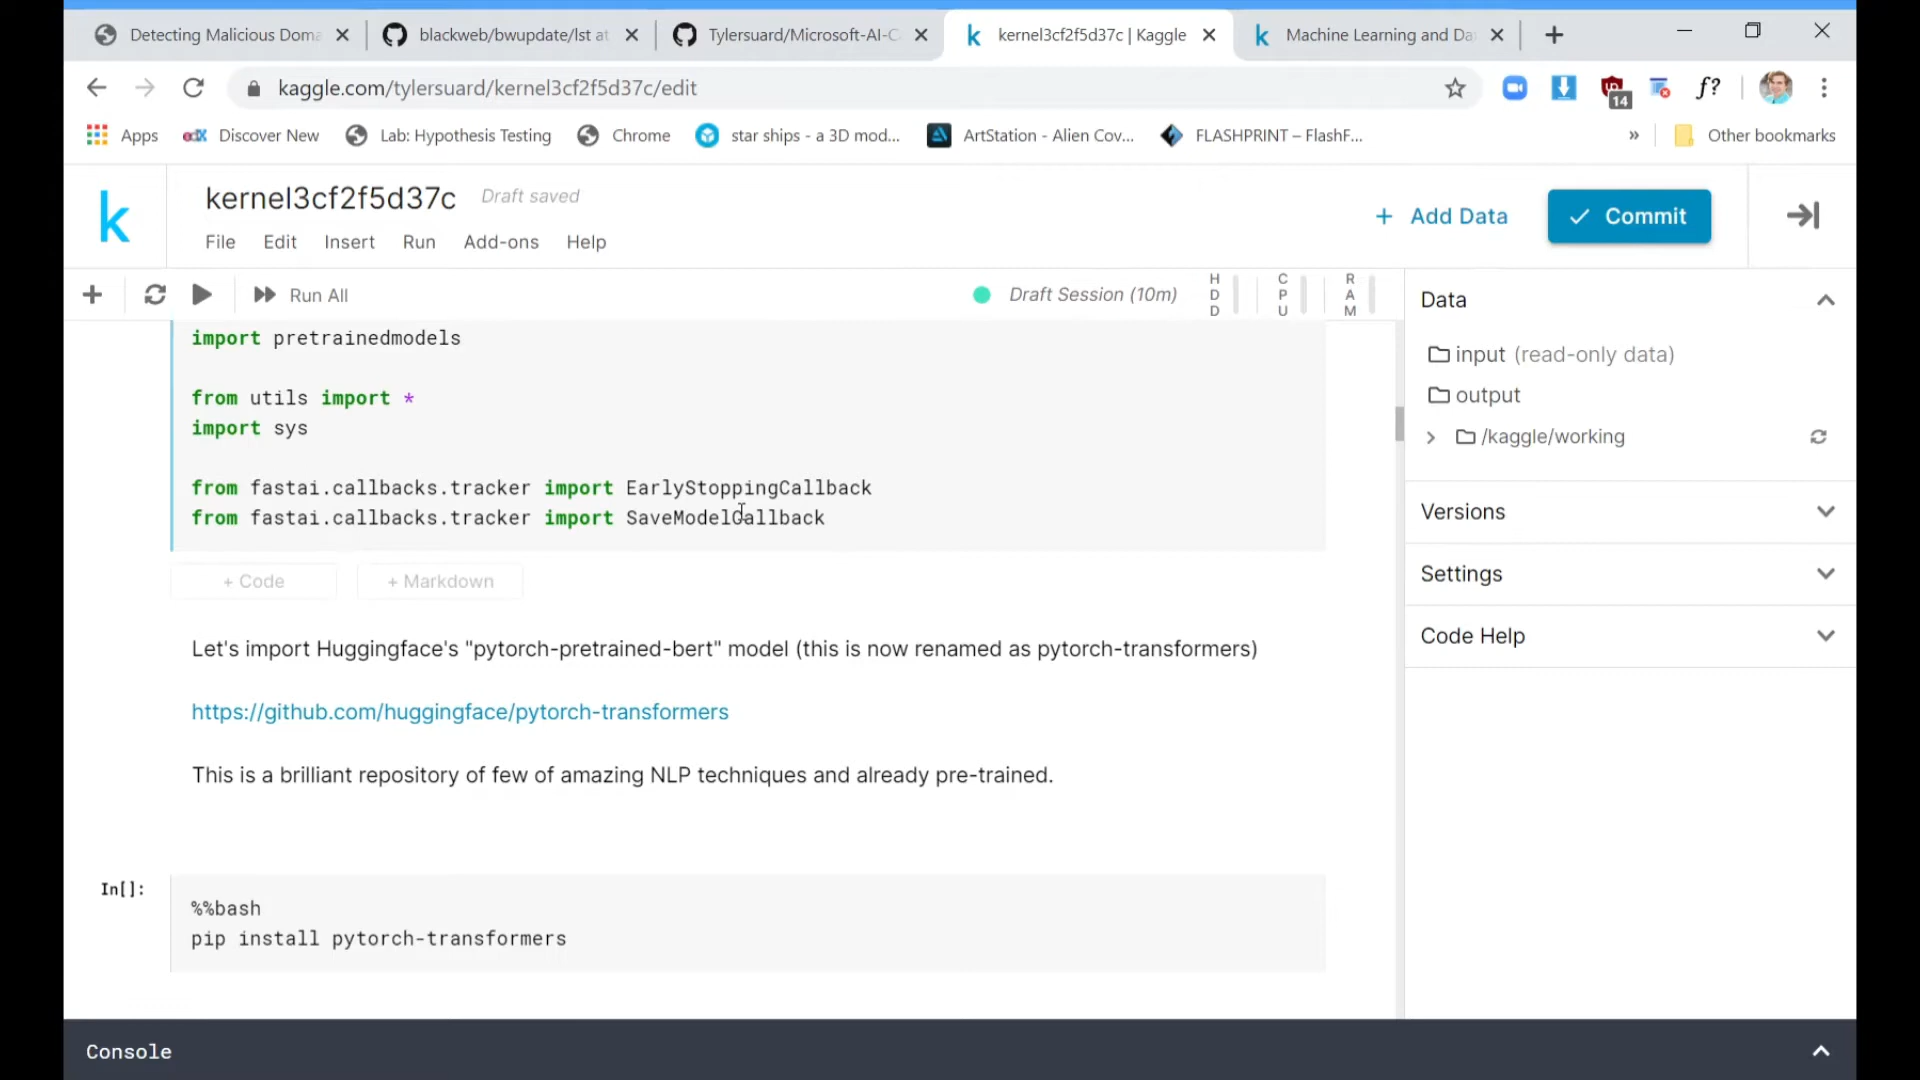 Detecting Malicious Doma
blackweb/bwupdate/lst at
Tylersuard/Microsoft-AI-C
kernel3cf2f5d37c | Kaggle
Machine Learning and Da
kaggle.com/tylersuard/kernel3cf2f5d37c/edit
14
f?
Apps
edX
Discover New
Lab: Hypothesis Testing
Chrome
star ships - a 3D mod...
ArtStation - Alien Cov...
FLASHPRINT – FlashF...
»
Other bookmarks
k
kernel3cf2f5d37c
Draft saved
File
Edit
Insert
Run
Add-ons
Help
+ Add Data
Commit
Run All
Draft Session (10m)
HDD
CPU
RAM
import pretrainedmodels
from utils import *
import sys
from fastai.callbacks.tracker import EarlyStoppingCallback
from fastai.callbacks.tracker import SaveModelCallback
+ Code
+ Markdown
Let's import Huggingface's "pytorch-pretrained-bert" model (this is now renamed as pytorch-transformers)
https://github.com/huggingface/pytorch-transformers
This is a brilliant repository of few of amazing NLP techniques and already pre-trained.
In[]:
%%bash
pip install pytorch-transformers
Data
input (read-only data)
output
/kaggle/working
Versions
Settings
Code Help
Console